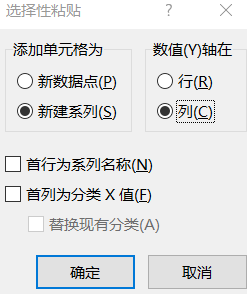 选择性粘贴 ? ×
添加单元格为 数值(Y)轴在
新数据点(P) 行(R)
新建系列(S) 列(C)
首行为系列名称(N)
首列为分类 X 值(F)
替换现有分类(A)
确定 取消